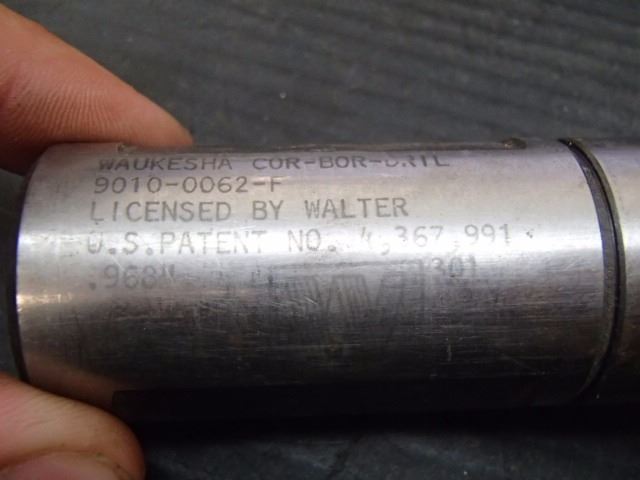 WAUKESHA COR-BOR-DRIL
9010-0062-F
LICENSED BY WALTER
U.S.PATENT NO. 4,367,991
.968"